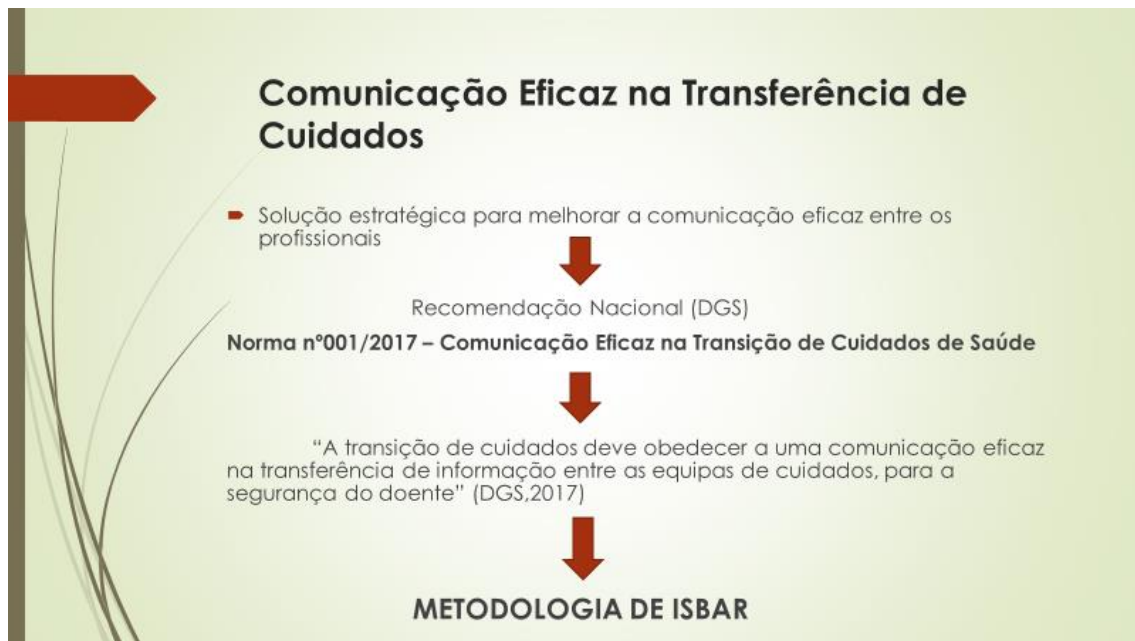 Comunicação Eficaz na Transferência de
Cuidados
Solução estratégica para melhorar a comunicação eficaz entre os
profissionais
Recomendação Nacional (DGS)
Norma nº001/2017 – Comunicação Eficaz na Transição de Cuidados de Saúde
“A transição de cuidados deve obedecer a uma comunicação eficaz
na transferência de informação entre as equipas de cuidados, para a
segurança do doente” (DGS,2017)
METODOLOGIA DE ISBAR